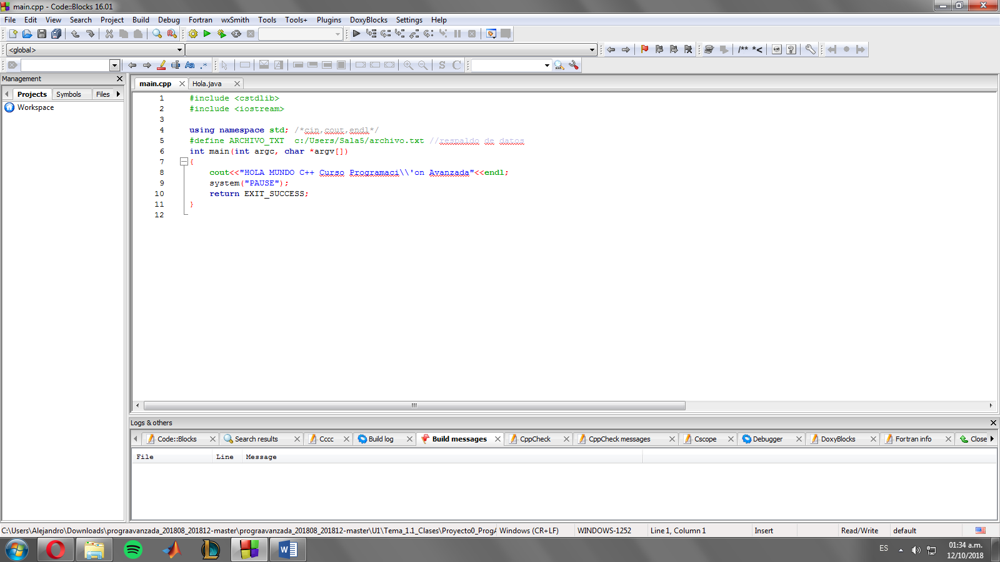 main.cpp - Code::Blocks 16.01
File Edit View Search Project Build Debug Fortran wxSmith Tools Tools+ Plugins DoxyBlocks Settings Help
<global>
/** *<
Aa .*
S C
Management
main.cpp Hola.java
Projects Symbols Files
Workspace
1 #include <cstdlib>
2 #include <iostream>
3
4 using namespace std; /*cin,cout,endl*/
5 #define ARCHIVO_TXT  c:/Users/Sala5/archivo.txt //respaldo de datos
6 int main(int argc, char *argv[])
7 {
8     cout<<"HOLA MUNDO C++ Curso Programaci\\'on Avanzada"<<endl;
9     system("PAUSE");
10     return EXIT_SUCCESS;
11 }
12
Logs & others
Code::Blocks Search results Cccc Build log Build messages CppCheck CppCheck messages Cscope Debugger DoxyBlocks Fortran info Close
File Line Message
C:\Users\Alejandro\Downloads\prograavanzada_201808_201812-master\prograavanzada_201808_201812-master\U1\Tema_1.1_Clases\Proyecto0_ProgA Windows (CR+LF) WINDOWS-1252 Line 1, Column 1 Insert Read/Write default
ES 01:34 a.m.
12/10/2018